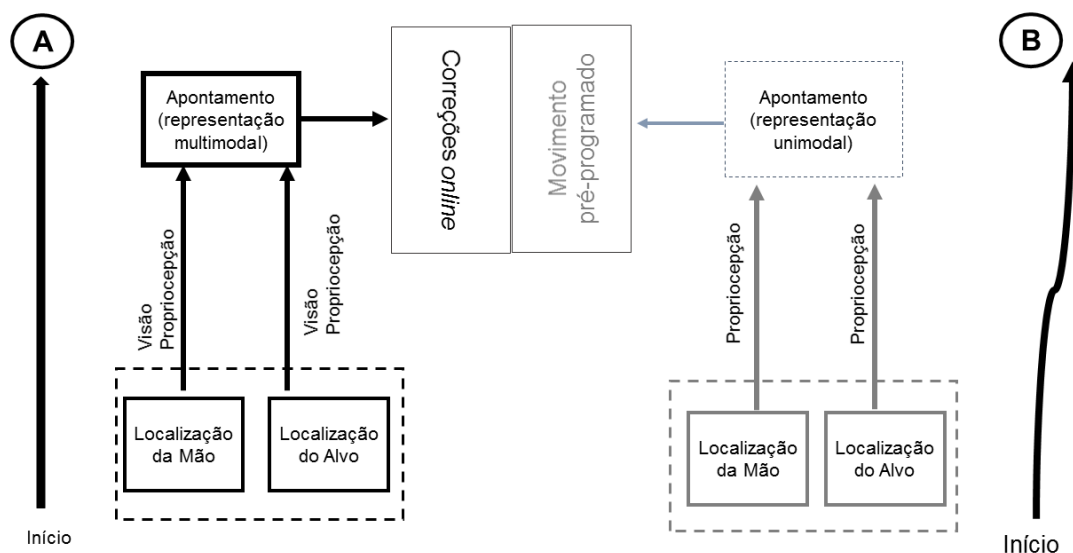 A
Apontamento
(representação
multimodal)
Visão
Propriocepção
Visão
Propriocepção
Localização
da Mão
Localização
do Alvo
Início
Correções online
Movimento
pré-programado
B
Apontamento
(representação
unimodal)
Propriocepção
Propriocepção
Localização
da Mão
Localização
do Alvo
Início